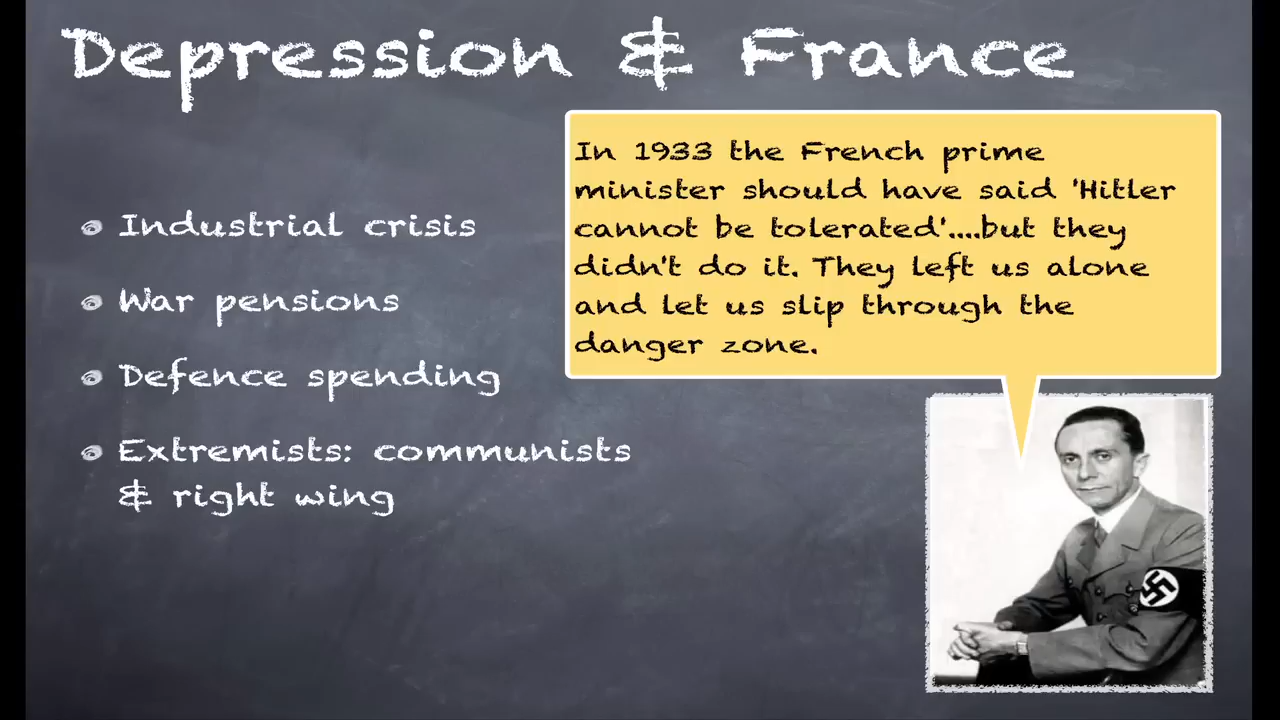 Depression & France
Industrial crisis
War pensions
Defence spending
Extremists: communists
& right wing
In 1933 the French prime
minister should have said 'Hitler
cannot be tolerated'....but they
didn't do it. They left us alone
and let us slip through the
danger zone.